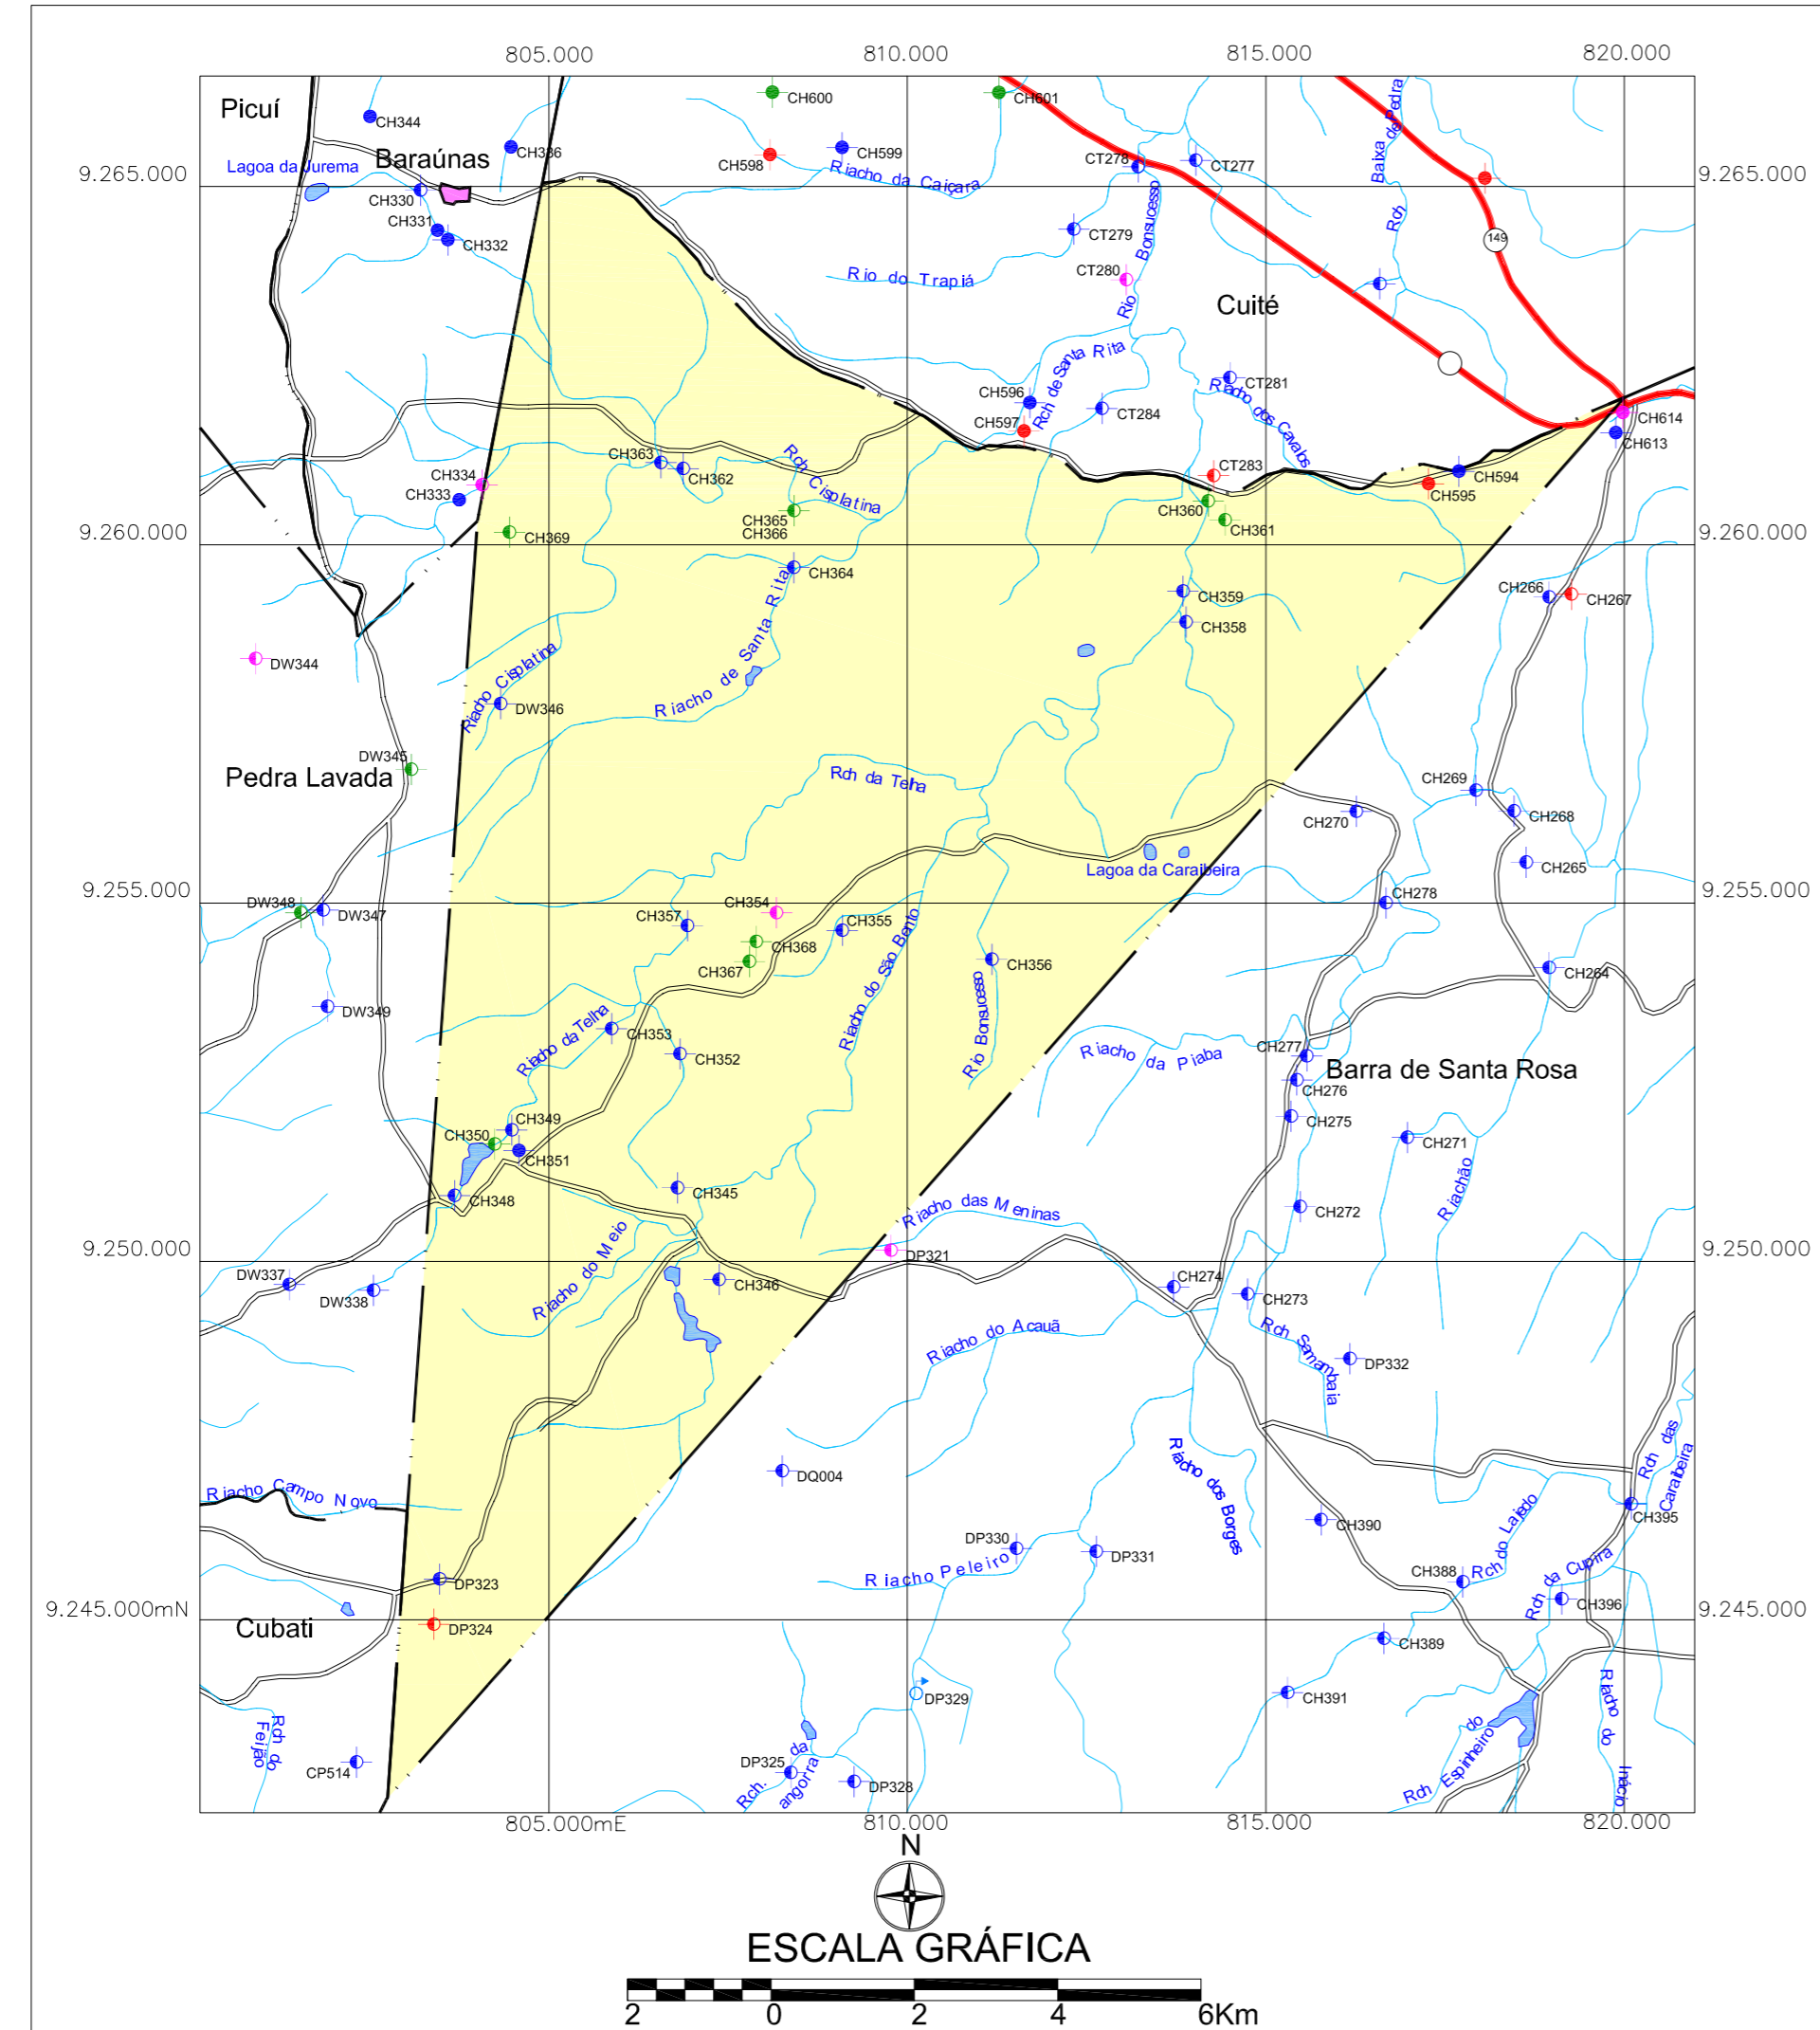 805.000
810.000
815.000
820.000
Picuí
CH344
CH600
CH601
Lagoa da Jurema
Baraúnas
CH336
CH598
CH599
Riacho da Caiçara
CT278
CT277
Baixa de Pedra
Rch
9.265.000
9.265.000
CH330
CH331
CH332
CT279
Bonsucesso
Rio
149
Rio do Trapiá
CT280
Cuité
Rch de Santa Rita
CH596
CH597
CT284
CT281
Riacho dos Cavalos
CH614
CH613
CH363
CH362
Rch Cisplatina
CH334
CH333
CT283
CH594
CH595
CH365
CH366
CH360
CH361
CH369
9.260.000
9.260.000
CH364
CH359
CH358
CH266
CH267
DW344
Riacho Cisplatina
DW346
Riacho de Santa Rita
DW345
Pedra Lavada
Rch da Telha
CH269
CH270
CH268
CH265
Lagoa da Caraibeira
9.255.000
9.255.000
DW348
DW347
CH357
CH354
CH355
CH368
CH367
CH278
CH356
CH264
DW349
Riacho do São Bento
Rio Bonsucesso
Riacho da Telha
CH353
CH352
Riacho da Piaba
CH277
Barra de Santa Rosa
CH276
CH275
CH349
CH350
CH351
CH271
CH348
CH345
Riachão
CH272
Riacho das Meninas
Riacho do Meio
9.250.000
9.250.000
DP321
DW337
DW338
CH346
CH274
CH273
Riacho do Acauã
Rch Samambaia
DP332
DQ004
Riacho dos Borges
Riacho Campo Novo
Rch das
Caraibeira
CH395
CH390
Rch do Lajedo
DP330
DP331
Riacho Peleiro
DP323
CH388
Rch da Cupira
CH396
9.245.000mN
9.245.000
Cubati
DP324
CH389
DP329
CH391
Rch do
Feijão
CP514
DP325
DP328
Rch.
da
angorra
Rch Espinheiro
do
Riacho do
Inácio
805.000mE
810.000
815.000
820.000
N
ESCALA GRÁFICA
2 0 2 4 6Km